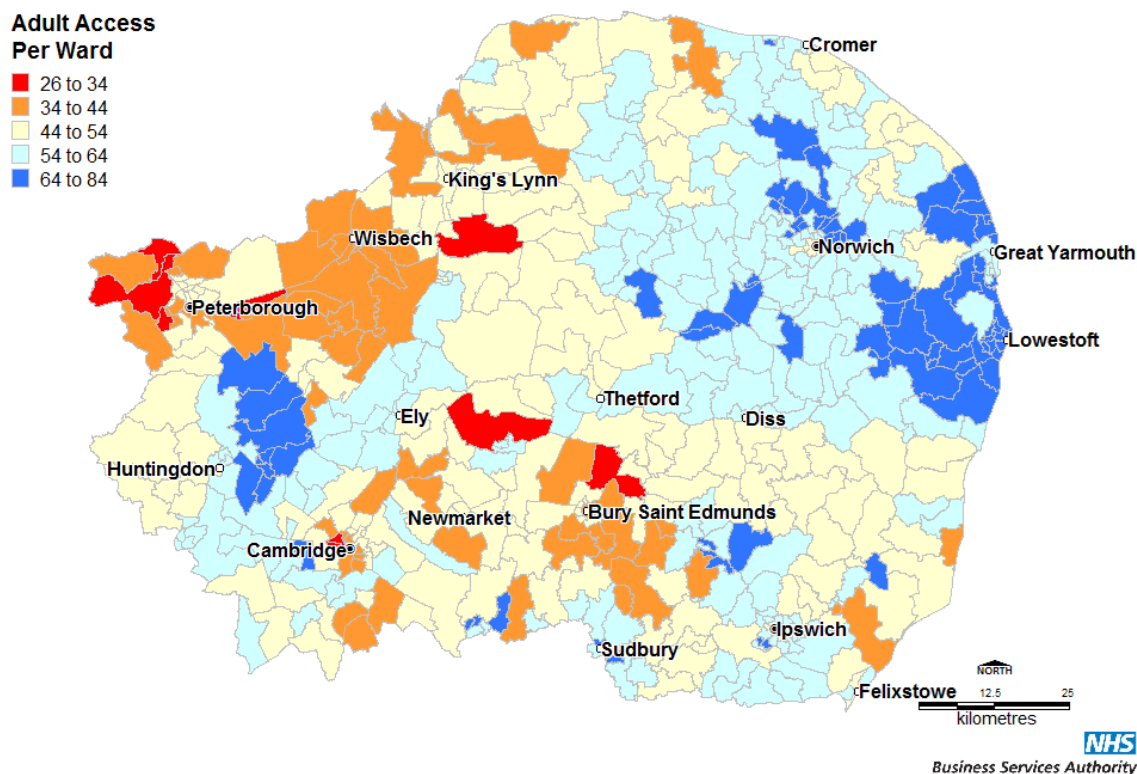 Adult Access
Per Ward
26 to 34
34 to 44
44 to 54
54 to 64
64 to 84
Cromer
King's Lynn
Wisbech
Norwich
Great Yarmouth
Peterborough
Lowestoft
Thetford
Ely
Diss
Huntingdon
Newmarket
Bury Saint Edmunds
Cambridge
Ipswich
Sudbury
NORTH
Felixstowe
12.5 25
kilometres
NHS
Business Services Authority